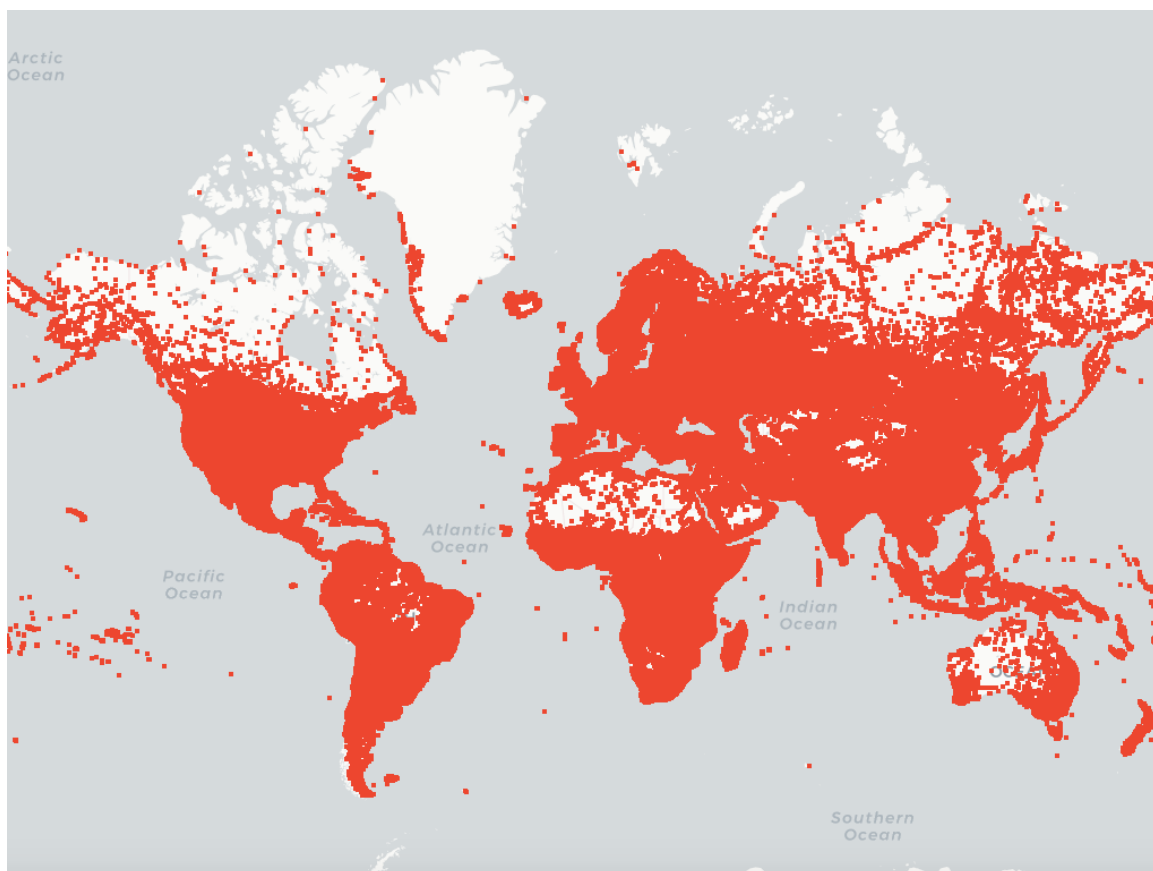 Arctic
Ocean
Atlantic
Ocean
Pacific
Ocean
Indian
Ocean
Southern
Ocean